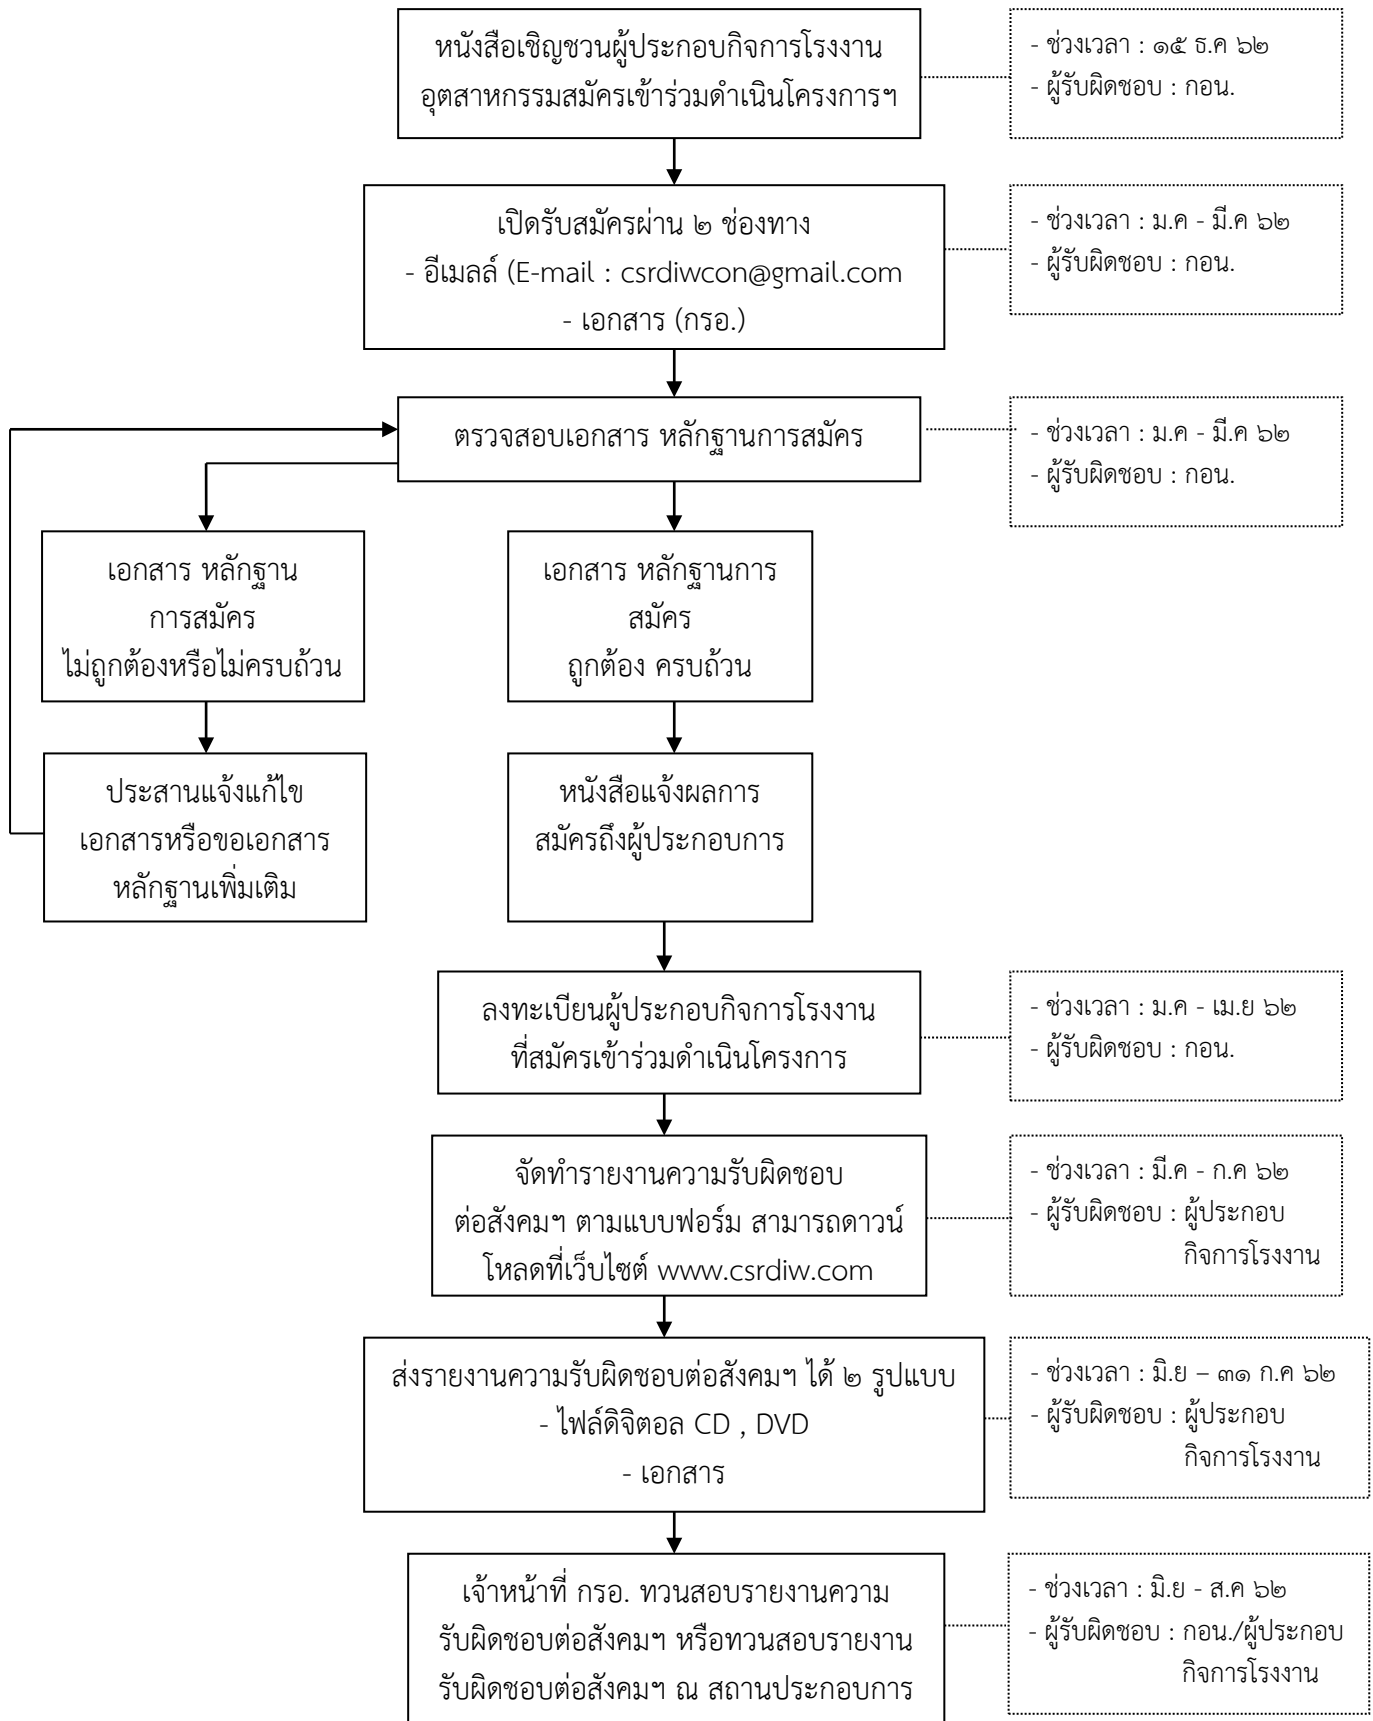 หนังสือเชิญชวนผู้ประกอบกิจการโรงงาน
อุตสาหกรรมสมัครเข้าร่วมดำเนินโครงการฯ
- ช่วงเวลา : ๑๕ ธ.ค ๖๒
- ผู้รับผิดชอบ : กอน.
เปิดรับสมัครผ่าน ๒ ช่องทาง
- อีเมลล์ (E-mail : csrdiwcon@gmail.com
- เอกสาร (กรอ.)
- ช่วงเวลา : ม.ค - มี.ค ๖๒
- ผู้รับผิดชอบ : กอน.
ตรวจสอบเอกสาร หลักฐานการสมัคร
- ช่วงเวลา : ม.ค - มี.ค ๖๒
- ผู้รับผิดชอบ : กอน.
เอกสาร หลักฐาน
การสมัคร
ไม่ถูกต้องหรือไม่ครบถ้วน
เอกสาร หลักฐานการ
สมัคร
ถูกต้อง ครบถ้วน
ประสานแจ้งแก้ไข
เอกสารหรือขอเอกสาร
หลักฐานเพิ่มเติม
หนังสือแจ้งผลการ
สมัครถึงผู้ประกอบการ
ลงทะเบียนผู้ประกอบกิจการโรงงาน
ที่สมัครเข้าร่วมดำเนินโครงการ
- ช่วงเวลา : ม.ค - เม.ย ๖๒
- ผู้รับผิดชอบ : กอน.
จัดทำรายงานความรับผิดชอบ
ต่อสังคมฯ ตามแบบฟอร์ม สามารถดาวน์
โหลดที่เว็บไซต์ www.csrdiw.com
- ช่วงเวลา : มี.ค - ก.ค ๖๒
- ผู้รับผิดชอบ : ผู้ประกอบ
กิจการโรงงาน
ส่งรายงานความรับผิดชอบต่อสังคมฯ ได้ ๒ รูปแบบ
- ไฟล์ดิจิตอล CD , DVD
- เอกสาร
- ช่วงเวลา : มิ.ย – ๓๑ ก.ค ๖๒
- ผู้รับผิดชอบ : ผู้ประกอบ
กิจการโรงงาน
เจ้าหน้าที่ กรอ. ทวนสอบรายงานความ
รับผิดชอบต่อสังคมฯ หรือทวนสอบรายงาน
รับผิดชอบต่อสังคมฯ ณ สถานประกอบการ
- ช่วงเวลา : มิ.ย - ส.ค ๖๒
- ผู้รับผิดชอบ : กอน./ผู้ประกอบ
กิจการโรงงาน